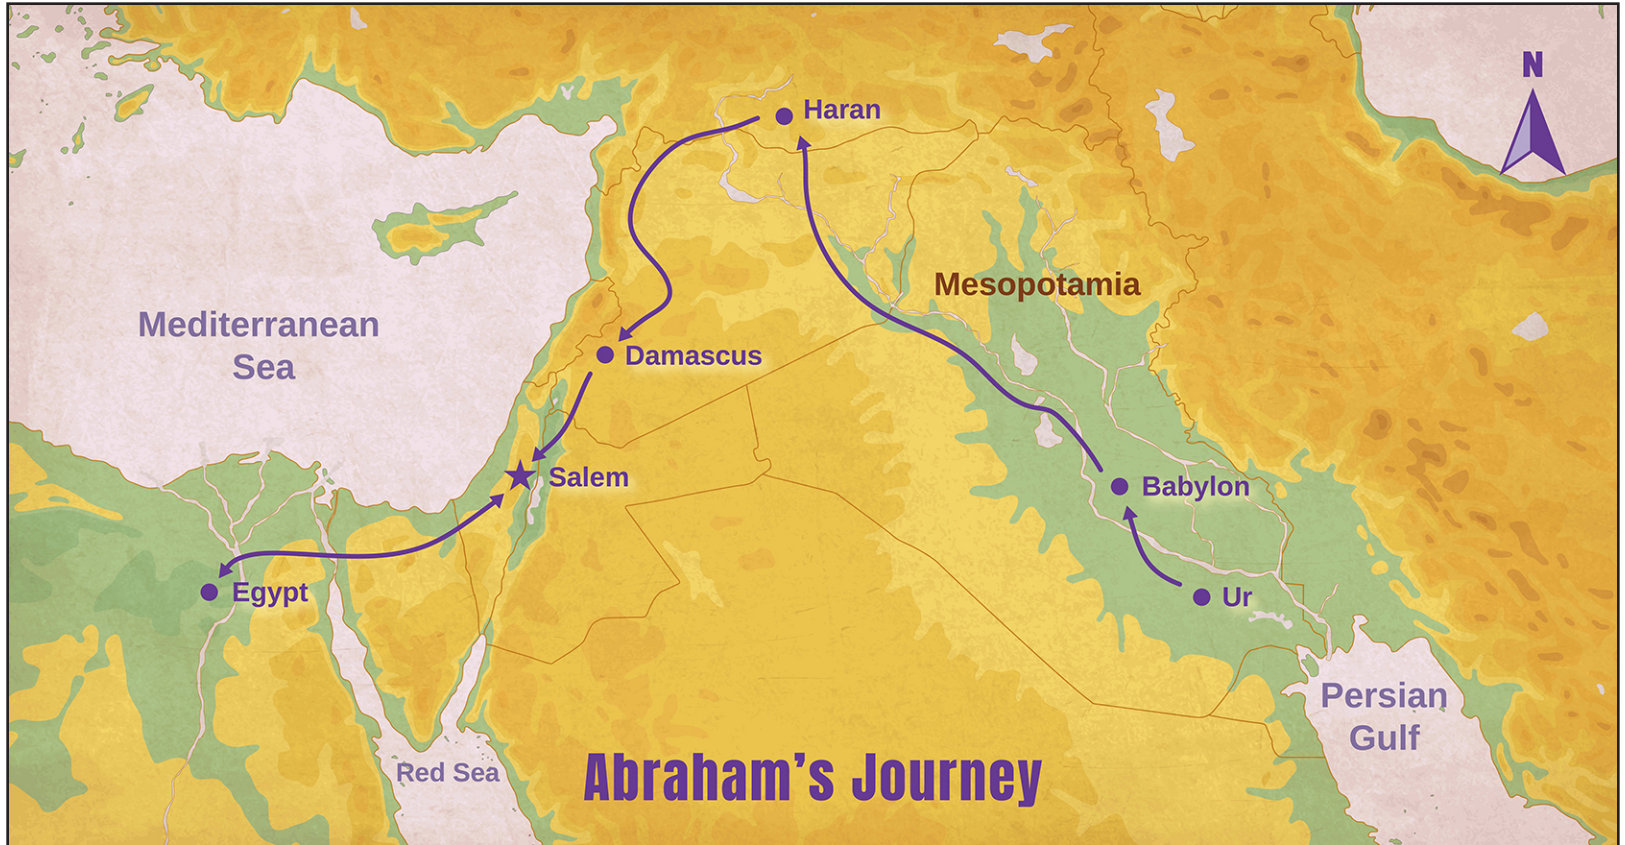 N
Haran
Mesopotamia
Mediterranean
Sea
Damascus
Salem
Babylon
Egypt
Ur
Persian
Gulf
Red Sea
Abraham’s Journey